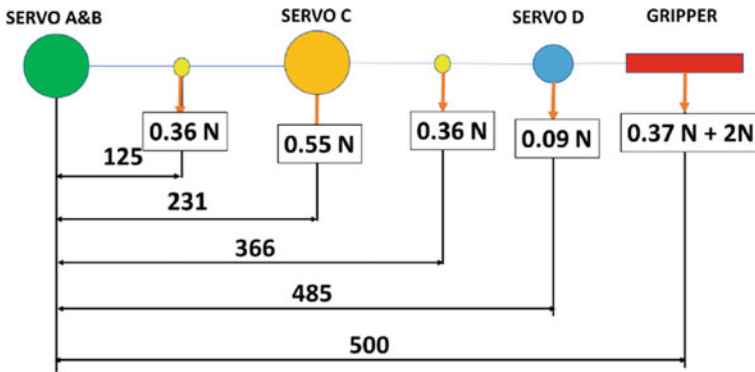 SERVO A&B
SERVO C
SERVO D
GRIPPER
0.36 N
0.55 N
0.36 N
0.09 N
0.37 N + 2N
125
231
366
485
500